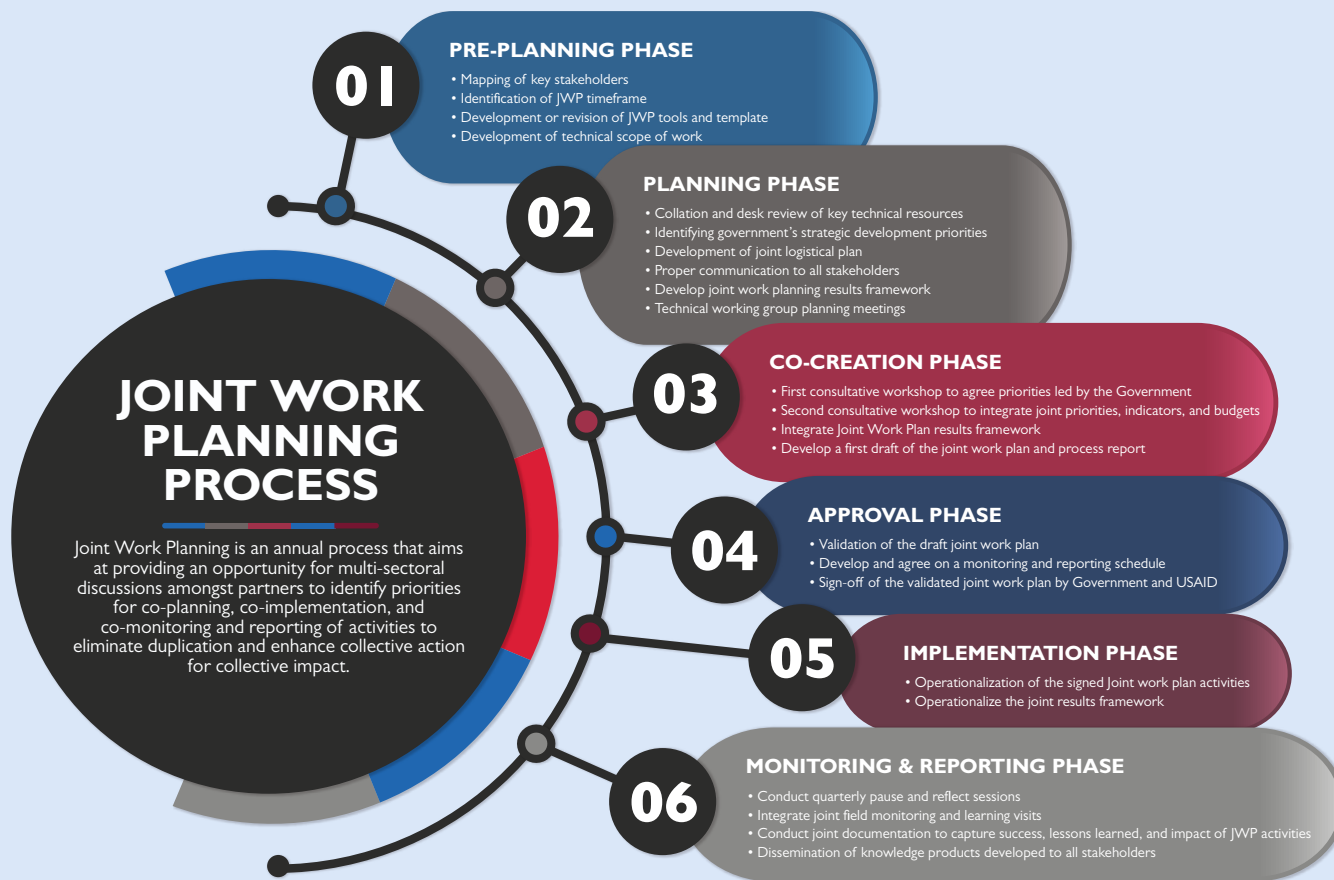 01
PRE-PLANNING PHASE
• Mapping of key stakeholders
• Identification of JWP timeframe
• Development or revision of JWP tools and template
• Development of technical scope of work
02
PLANNING PHASE
• Collation and desk review of key technical resources
• Identifying government’s strategic development priorities
• Development of joint logistical plan
• Proper communication to all stakeholders
• Develop joint work planning results framework
• Technical working group planning meetings
JOINT WORK
PLANNING
PROCESS
Joint Work Planning is an annual process that aims
at providing an opportunity for multi-sectoral
discussions amongst partners to identify priorities
for co-planning, co-implementation, and
co-monitoring and reporting of activities to
eliminate duplication and enhance collective action
for collective impact.
03
CO-CREATION PHASE
• First consultative workshop to agree priorities led by the Government
• Second consultative workshop to integrate joint priorities, indicators, and budgets
• Integrate Joint Work Plan results framework
• Develop a first draft of the joint work plan and process report
04
APPROVAL PHASE
• Validation of the draft joint work plan
• Develop and agree on a monitoring and reporting schedule
• Sign-off of the validated joint work plan by Government and USAID
05
IMPLEMENTATION PHASE
• Operationalization of the signed Joint work plan activities
• Operationalize the joint results framework
06
MONITORING & REPORTING PHASE
• Conduct quarterly pause and reflect sessions
• Integrate joint field monitoring and learning visits
• Conduct joint documentation to capture success, lessons learned, and impact of JWP activities
• Dissemination of knowledge products developed to all stakeholders